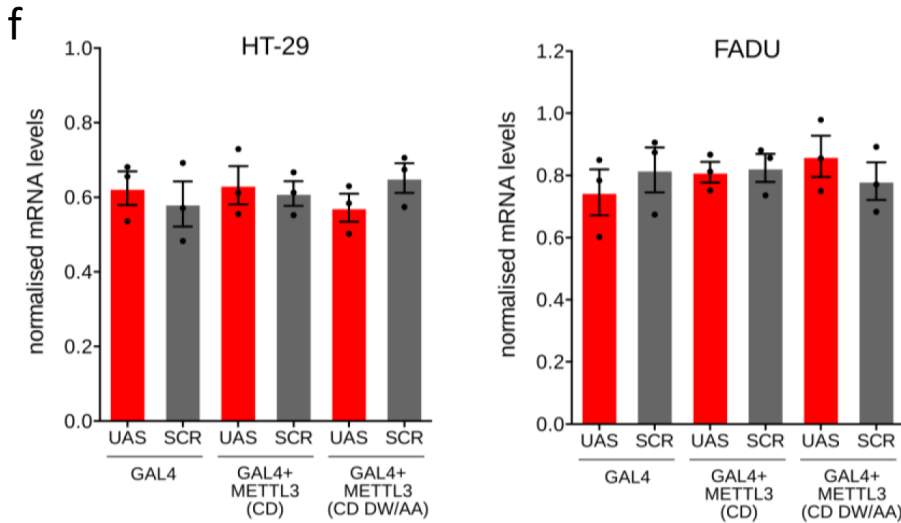 f
HT-29
normalised mRNA levels
1.0
0.8
0.6
0.4
0.2
0.0
UAS SCR UAS SCR UAS SCR
GAL4 GAL4+ GAL4+
METTL3 METTL3
(CD) (CD DW/AA)
FADU
normalised mRNA levels
1.2
1.0
0.8
0.6
0.4
0.2
0.0
UAS SCR UAS SCR UAS SCR
GAL4 GAL4+ GAL4+
METTL3 METTL3
(CD) (CD DW/AA)